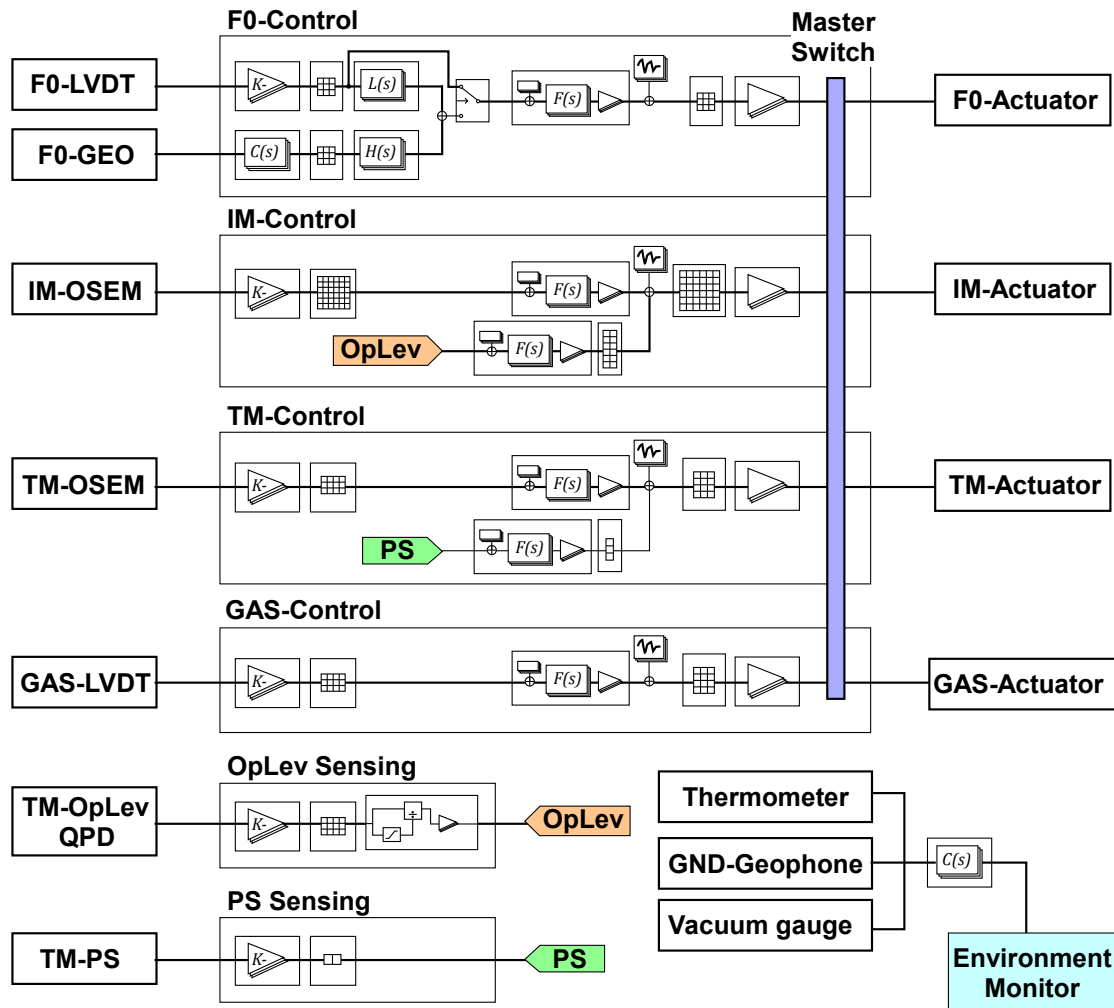 F0-Control
Master
Switch
F0-LVDT
K-
L(s)
F(s)
F0-Actuator
F0-GEO
C(s)
H(s)
IM-Control
IM-OSEM
K-
F(s)
IM-Actuator
OpLev
F(s)
TM-Control
TM-OSEM
K-
F(s)
TM-Actuator
PS
F(s)
GAS-Control
GAS-LVDT
K-
F(s)
GAS-Actuator
OpLev Sensing
TM-OpLev
QPD
K-
÷
OpLev
Thermometer
GND-Geophone
C(s)
Vacuum gauge
PS Sensing
TM-PS
K-
PS
Environment
Monitor